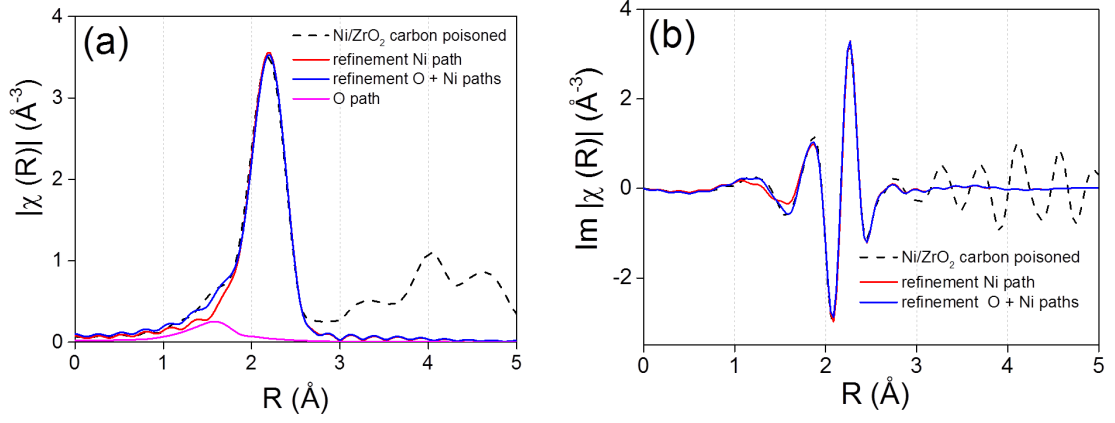 (a)
Ni/ZrO2 carbon poisoned
refinement Ni path
refinement O + Ni paths
O path
|χ (R)| (Å-3)
4
3
2
1
0
0 1 2 3 4 5
R (Å)
(b)
Im |χ (R)| (Å-3)
4
2
0
-2
Ni/ZrO2 carbon poisoned
refinement Ni path
refinement O + Ni paths
0 1 2 3 4 5
R (Å)